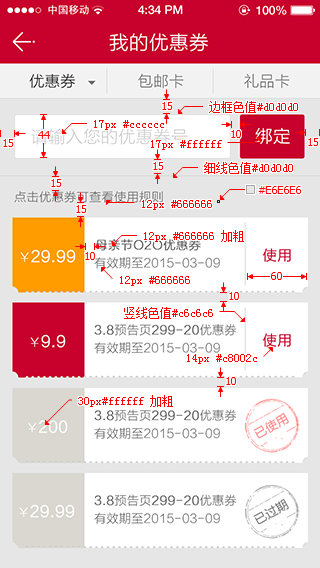 中国移动 4:34 PM 100%
我的优惠券
优惠券 包邮卡 礼品卡
15 边框色值#d0d0d0
17px #cccccc 10
15 44 请输入您的优惠券号 17px #ffffff 绑定 15
15 细线色值#d0d0d0
点击优惠券可查看使用规则 #E6E6E6
15 12px #666666
¥29.99 母亲节O2O优惠券 12px #666666 加粗 使用
10 有效期至2015-03-09
12px #666666 60
10
竖线色值#c6c6c6
¥9.9 3.8预告页299-20优惠券 使用
有效期至2015-03-09
14px #c8002c
10
30px#ffffff 加粗
¥200 3.8预告页299-20优惠券 已使用
有效期至2015-03-09
¥29.99 3.8预告页299-20优惠券 已过期
有效期至2015-03-09